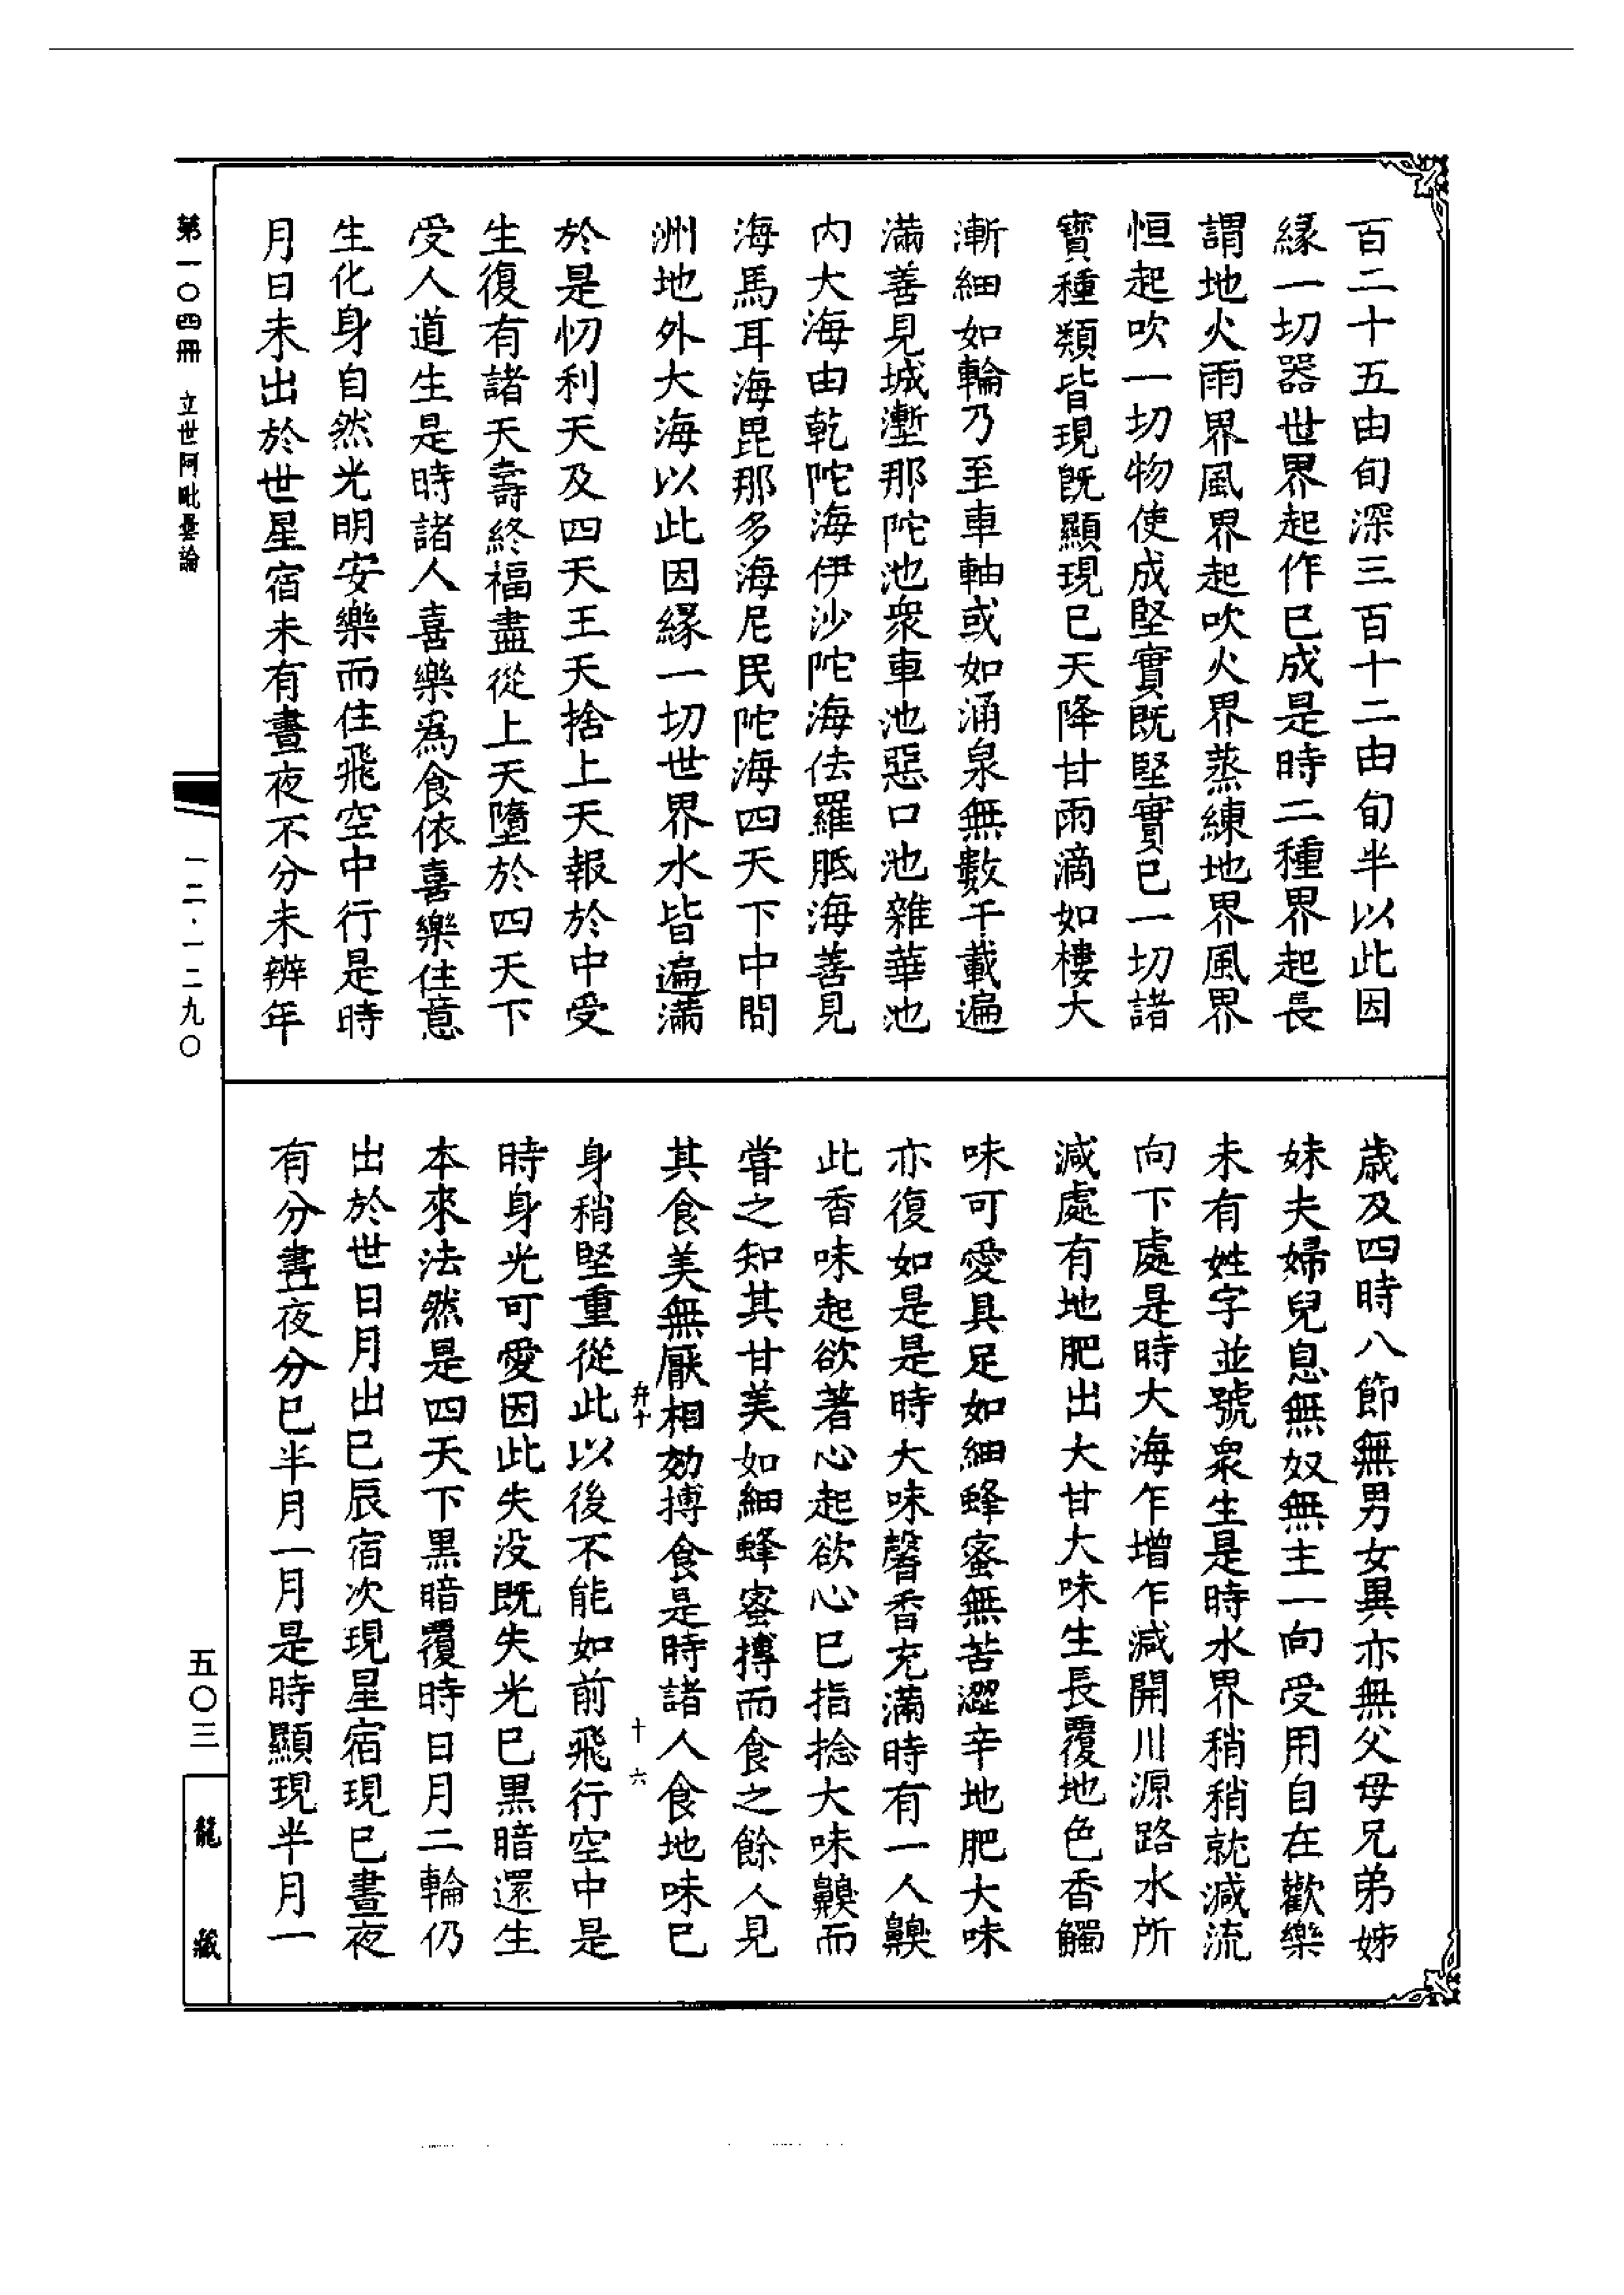 百二十五由旬深三百十二由旬半以此因
緣一切器世界起作已成是時二種界起長
謂地火雨界風界起吹火界蒸練地界風界
恒起吹一切物使成堅實既堅實已一切諸
寶種類皆現既顯現已天降甘雨滴如樓大
漸細如輪乃至車軸或如涌泉無數千載遍
滿善見城壍那陀池衆車池惡口池雜華池
内大海由乾陀海伊沙陀海佉羅胝海善見
海馬耳海毘那多海尼民陀海四天下中間
洲地外大海以此因緣一切世界水皆遍滿
於是忉利天及四天王天捨上天報於中受
生復有諸天壽終福盡從上天墮於四天下
受人道生是時諸人喜樂爲食依喜樂住意
生化身自然光明安樂而住飛空中行是時
月日未出於世星宿未有晝夜不分未辨年
歲及四時八節無男女異亦無父母兄弟姊
妹夫婦兒息無奴無主一向受用自在歡樂
未有姓字並號衆生是時水界稍稍就減流
向下處是時大海乍增乍減開川源路水所
減處有地肥出大甘大味生長覆地色香觸
味可愛具足如細蜂蜜無苦澀辛地肥大味
亦復如是是時大味馨香充滿時有一人齅
此香味起欲著心起欲心已指捻大味齅而
嘗之知其甘美如細蜂蜜摶而食之餘人見
其食美無厭相効摶食是時諸人食地味已
弁十
十六
身稍堅重從此以後不能如前飛行空中是
時身光可愛因此失没既失光已黒暗還生
本來法然是四天下黒暗覆時日月二輪仍
出於世日月出已辰宿次現星宿現已晝夜
有分晝夜分已半月一月是時顯現半月一
第一〇四冊 立世阿毗曇論
一二·一二九〇
五〇三
龍藏